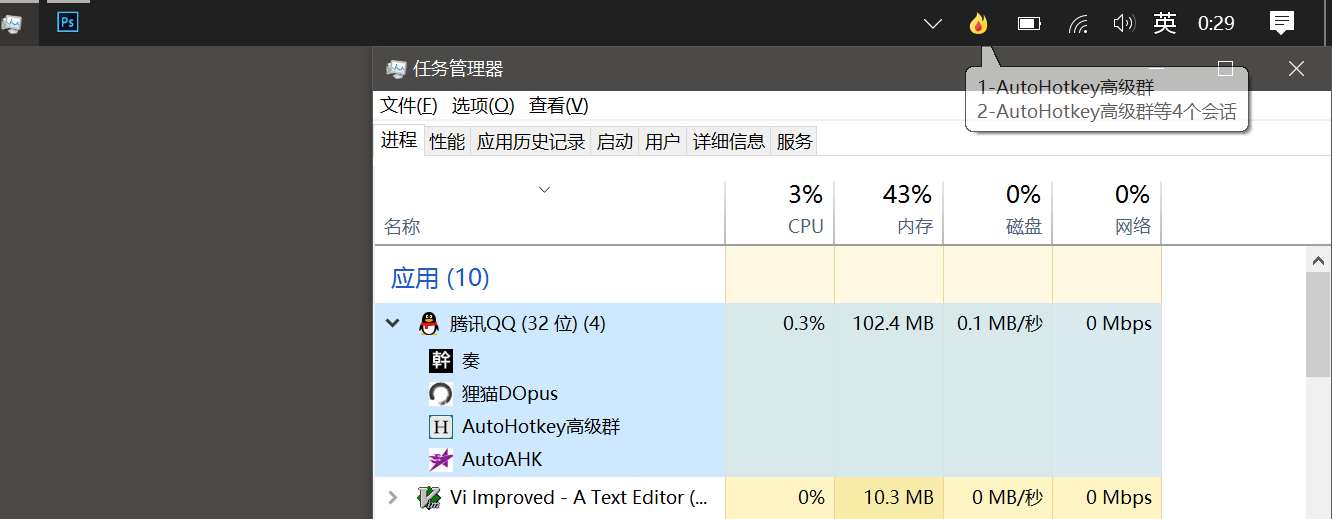 Ps
英
0:29
任务管理器
1-AutoHotkey高级群
2-AutoHotkey高级群等4个会话
文件(F) 选项(O) 查看(V)
进程 性能 应用历史记录 启动 用户 详细信息 服务
3% 43% 0% 0%
名称 CPU 内存 磁盘 网络
应用 (10)
腾讯QQ (32 位) (4) 0.3% 102.4 MB 0.1 MB/秒 0 Mbps
幹 奏
狸猫DOpus
H AutoHotkey高级群
AutoAHK
Vi Improved - A Text Editor (... 0% 10.3 MB 0 MB/秒 0 Mbps